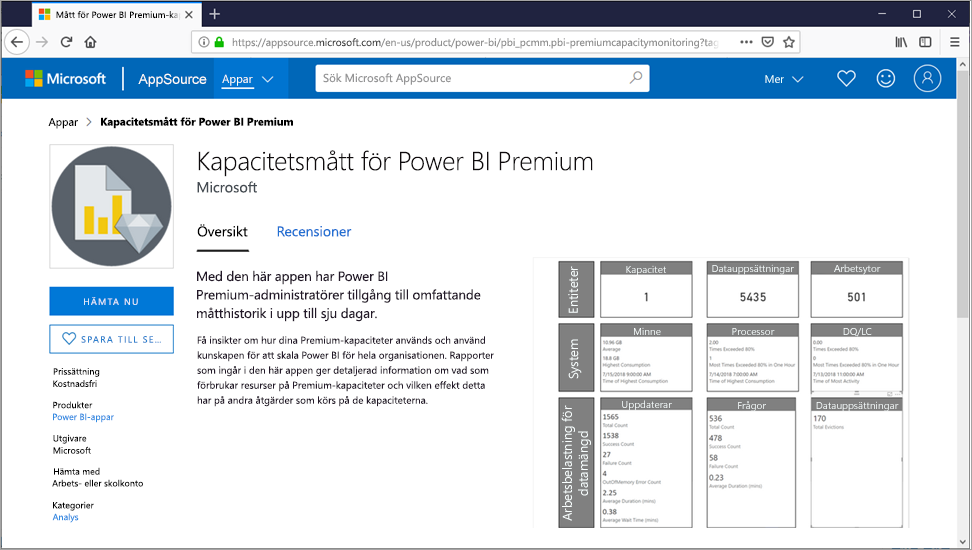 Mått för Power BI Premium-ka
https://appsource.microsoft.com/en-us/product/power-bi/pbi_pcmm.pbi-premiumcapacitymonitoring?tag
Microsoft
AppSource
Appar
Sök Microsoft AppSource
Mer
Appar > Kapacitetsmått för Power BI Premium
Kapacitetsmått för Power BI Premium
Microsoft
Översikt
Recensioner
HÄMTA NU
SPARA TILL SE...
Prissättning
Kostnadsfri
Produkter
Power BI-appar
Utgivare
Microsoft
Hämta med
Arbets- eller skolkonto
Kategorier
Analys
Med den här appen har Power BI
Premium-administratörer tillgång till omfattande
måtthistorik i upp till sju dagar.
Få insikter om hur dina Premium-kapaciteter används och använd
kunskapen för att skala Power BI för hela organisationen. Rapporter
som ingår i den här appen ger detaljerad information om vad som
förbrukar resurser på Premium-kapaciteter och vilken effekt detta
har på andra åtgärder som körs på de kapaciteterna.
Entiteter
Kapacitet
1
Datauppsättningar
5435
Arbetsytor
501
System
Minne
10.96 GB
Average
18.8 GB
Highest Consumption
7/15/2018 9:00:00 AM
Time of Highest Consumption
Processor
2.00
Times Exceeded 80%
1
Most Exceeded 80% in One Hour
7/14/2018 7:00:00 AM
Time of Highest Consumption
DQ/LC
0.00
Times Exceeded 80%
0
Most Times Exceeded 80% in One Hour
7/13/2018 11:00:00 AM
Time of Most Activity
Arbetsbelastning för
datamängd
Uppdaterar
1565
Total Count
1538
Success Count
27
Failure Count
4
OutOfMemory Error Count
2.25
Average Duration (mins)
0.38
Average Wait Time (mins)
Frågor
536
Total Count
478
Success Count
58
Failure Count
0.23
Average Duration (mins)
Datauppsättningar
170
Total Evictions